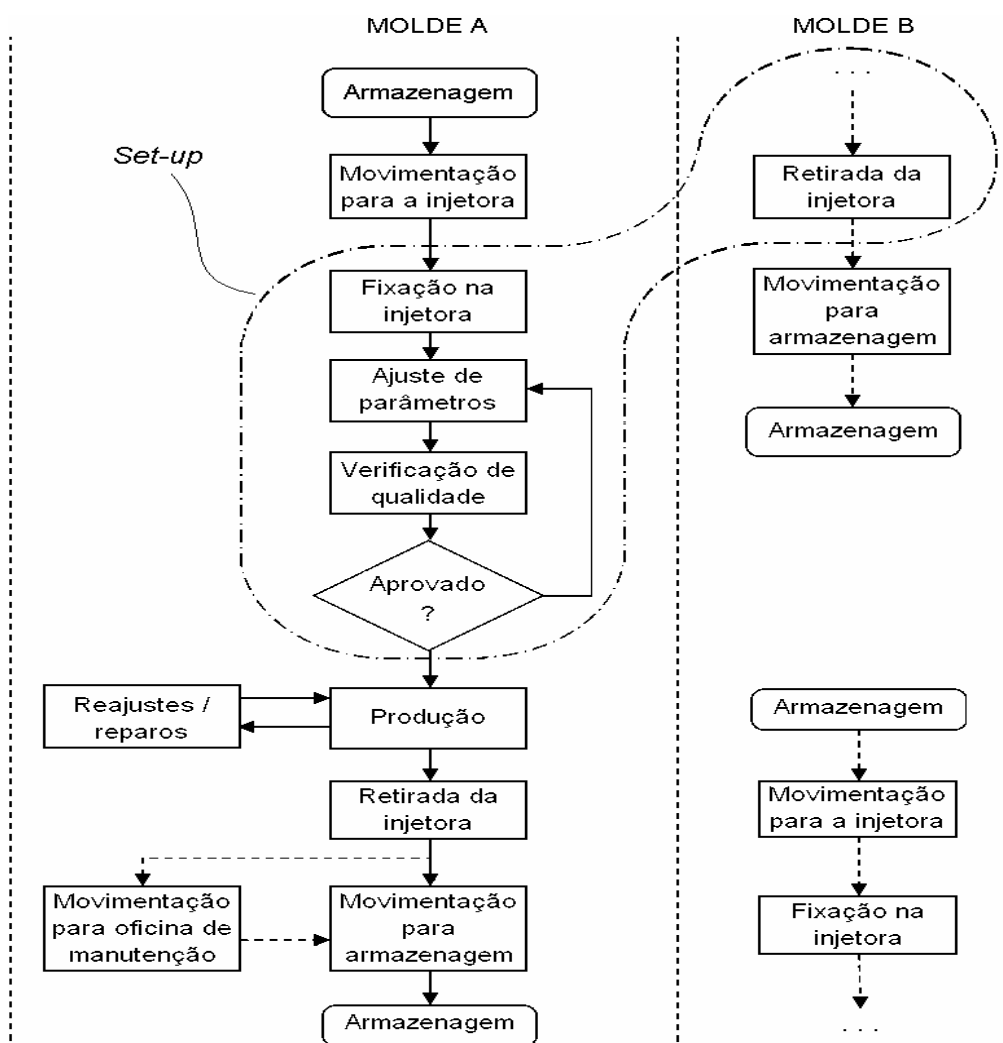 MOLDE A
Armazenagem
Movimentação
para a injetora
Set-up
Fixação na
injetora
Ajuste de
parâmetros
Verificação de
qualidade
Aprovado
?
Reajustes /
reparos
Produção
Retirada da
injetora
Movimentação
para oficina de
manutenção
Movimentação
para
armazenagem
Armazenagem
MOLDE B
. . .
Retirada da
injetora
Movimentação
para
armazenagem
Armazenagem
Armazenagem
Movimentação
para a injetora
Fixação na
injetora
. . .